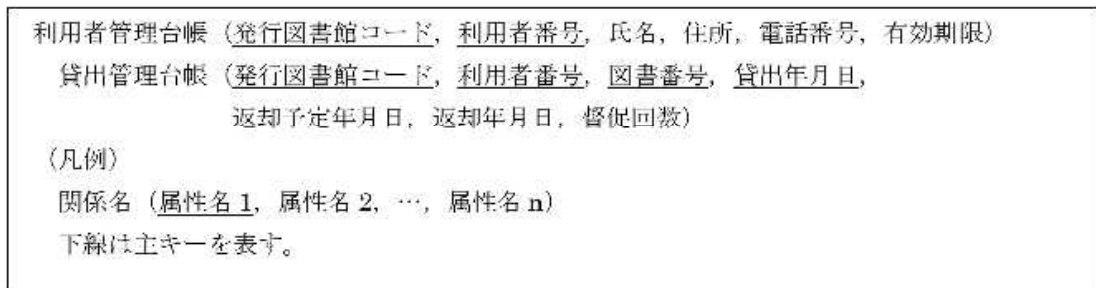 利用者管理台帳（発行図書館コード，利用者番号，氏名，住所，電話番号，有効期限）
貸出管理台帳（発行図書館コード，利用者番号，図書番号，貸出年月日，
返却予定年月日，返却年月日，督促回数）
（凡例）
関係名（属性名 1，属性名 2，…，属性名 n）
下線は主キーを表す。